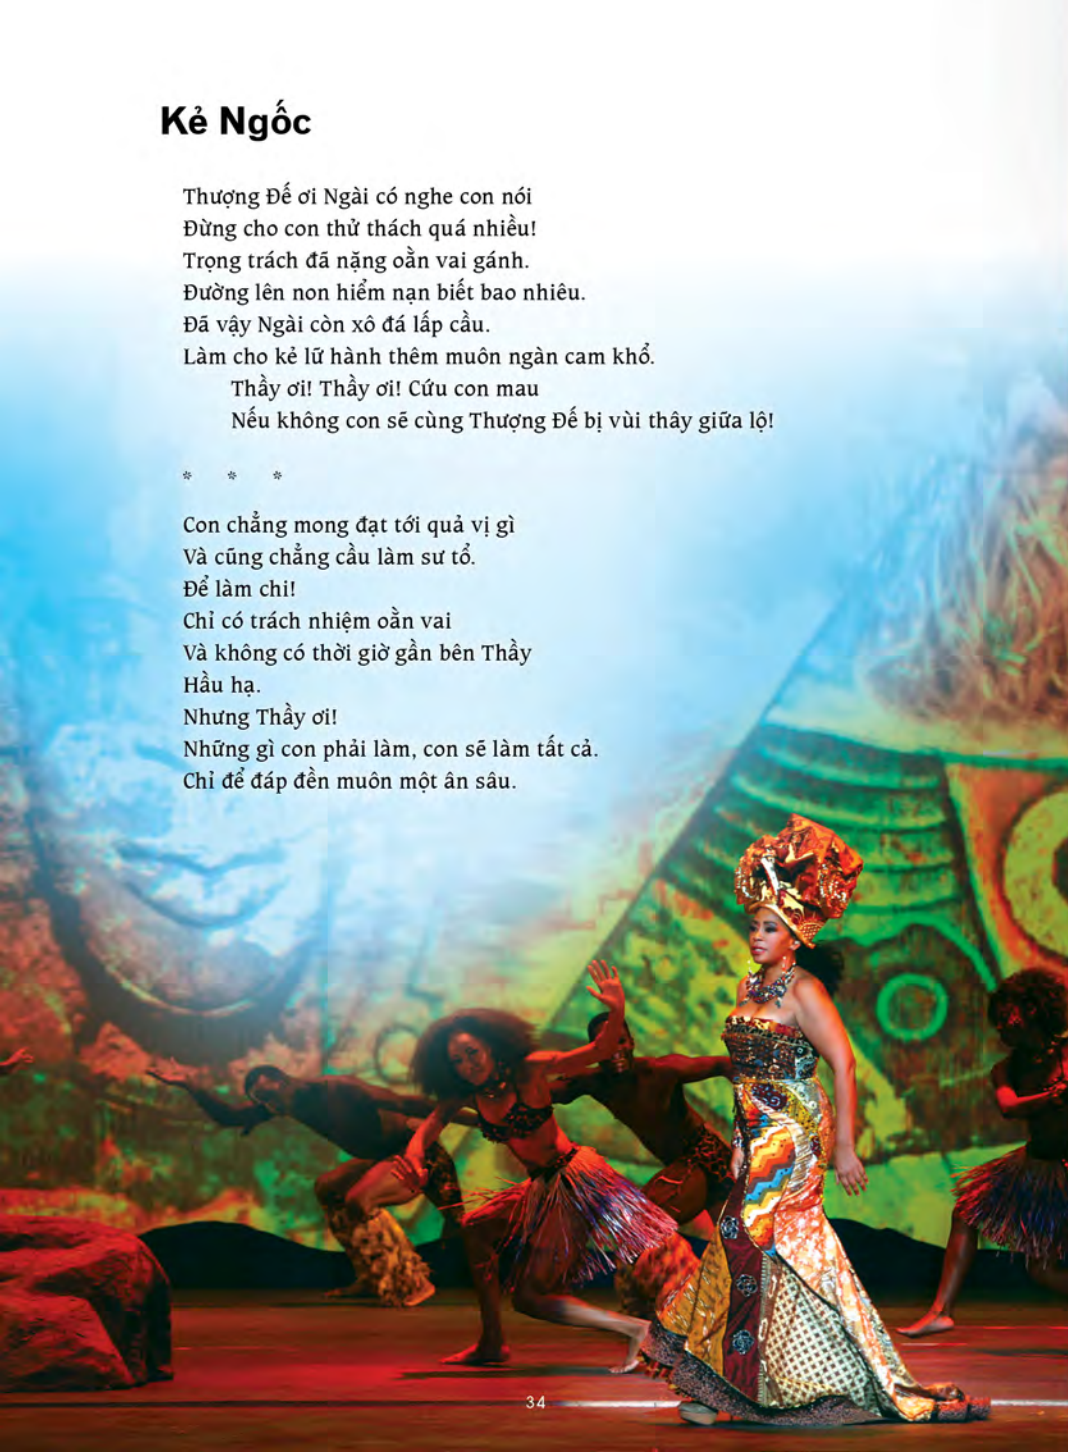 Kẻ Ngốc
Thượng Đế ơi Ngài có nghe con nói
Đừng cho con thử thách quá nhiều!
Trọng trách đã nặng oằn vai gánh.
Đường lên non hiểm nạn biết bao nhiêu.
Đã vậy Ngài còn xô đá lấp cầu.
Làm cho kẻ lữ hành thêm muôn ngàn cam khổ.
Thầy ơi! Thầy ơi! Cứu con mau
Nếu không con sẽ cùng Thượng Đế bị vùi thây giữa lộ!
* * *
Con chẳng mong đạt tới quả vị gì
Và cũng chẳng cầu làm sư tổ.
Để làm chi!
Chỉ có trách nhiệm oằn vai
Và không có thời giờ gần bên Thầy
Hầu hạ.
Nhưng Thầy ơi!
Những gì con phải làm, con sẽ làm tất cả.
Chỉ để đáp đền muôn một ân sâu.
34